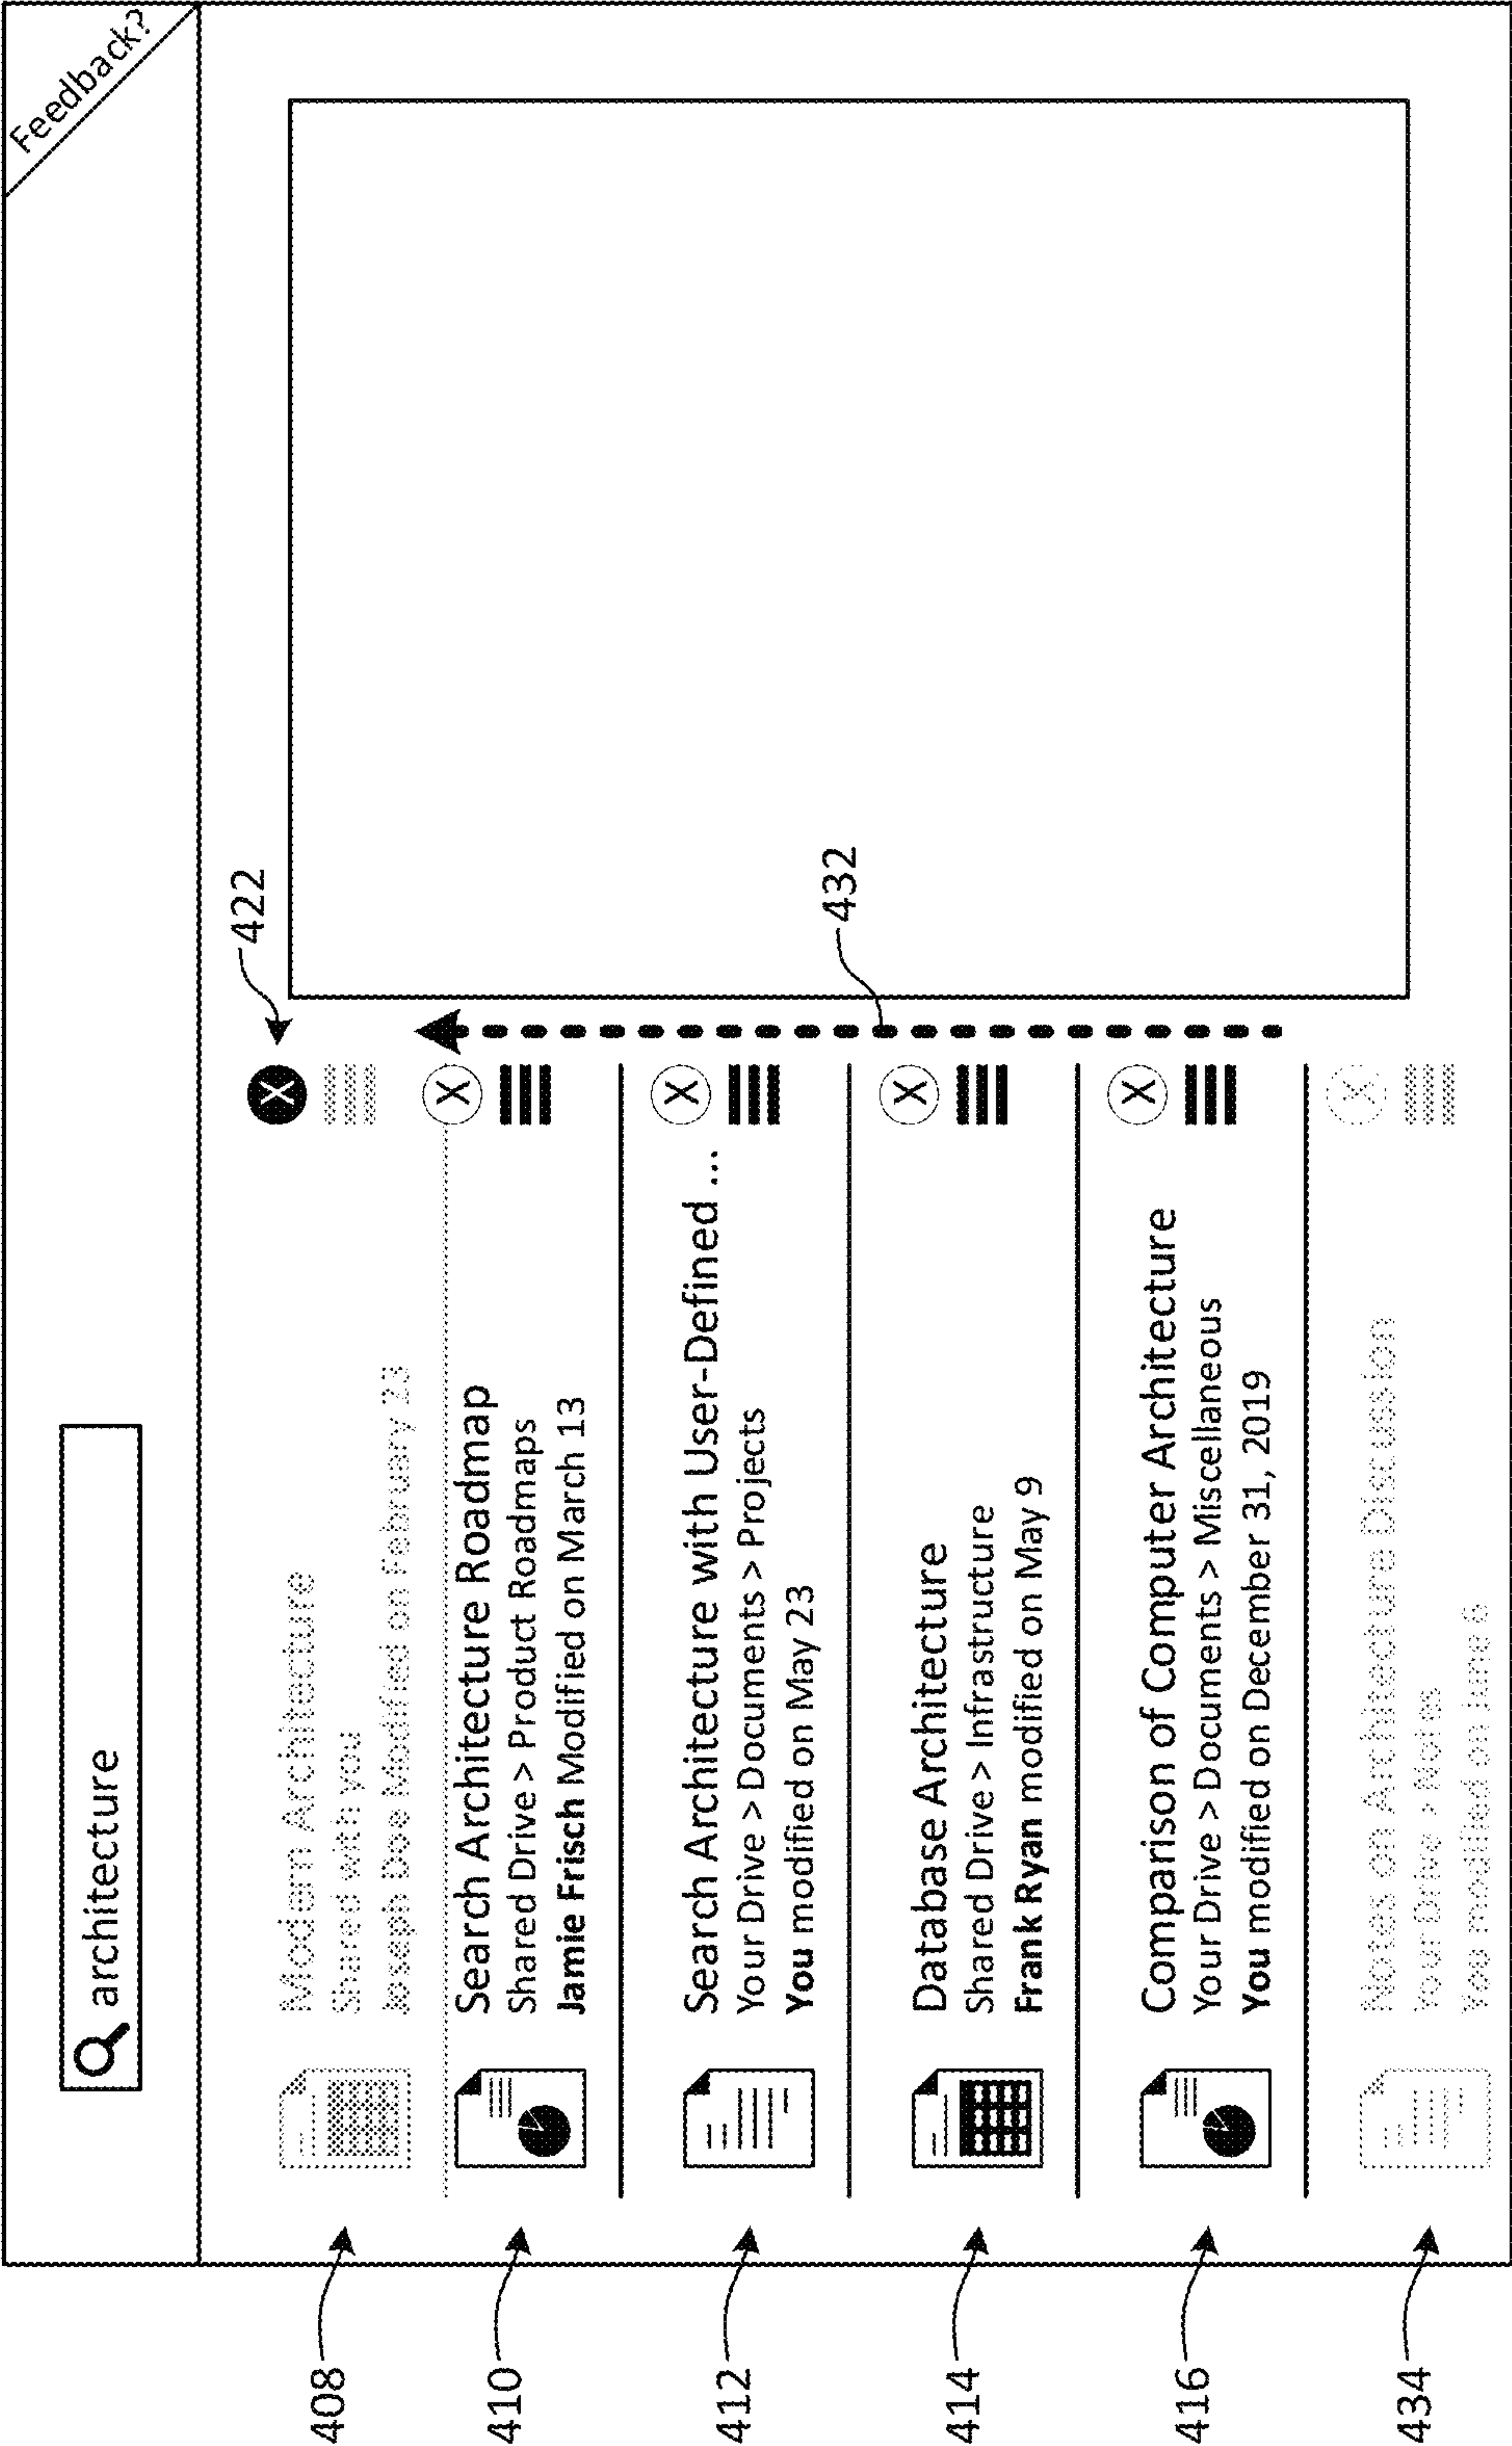 architecture
Feedback?
422
X
408
Modern Architecture
Shared with you
Joseph Doe Modified on February 23
X
410
Search Architecture Roadmap
Shared Drive > Product Roadmaps
Jamie Frisch Modified on March 13
X
412
Search Architecture with User-Defined ...
Your Drive > Documents > Projects
You modified on May 23
432
X
414
Database Architecture
Shared Drive > Infrastructure
Frank Ryan modified on May 9
X
416
Comparison of Computer Architecture
Your Drive > Documents > Miscellaneous
You modified on December 31, 2019
X
434
Notes on Architecture Discussion
Your Drive > Notes
You modified on June 6